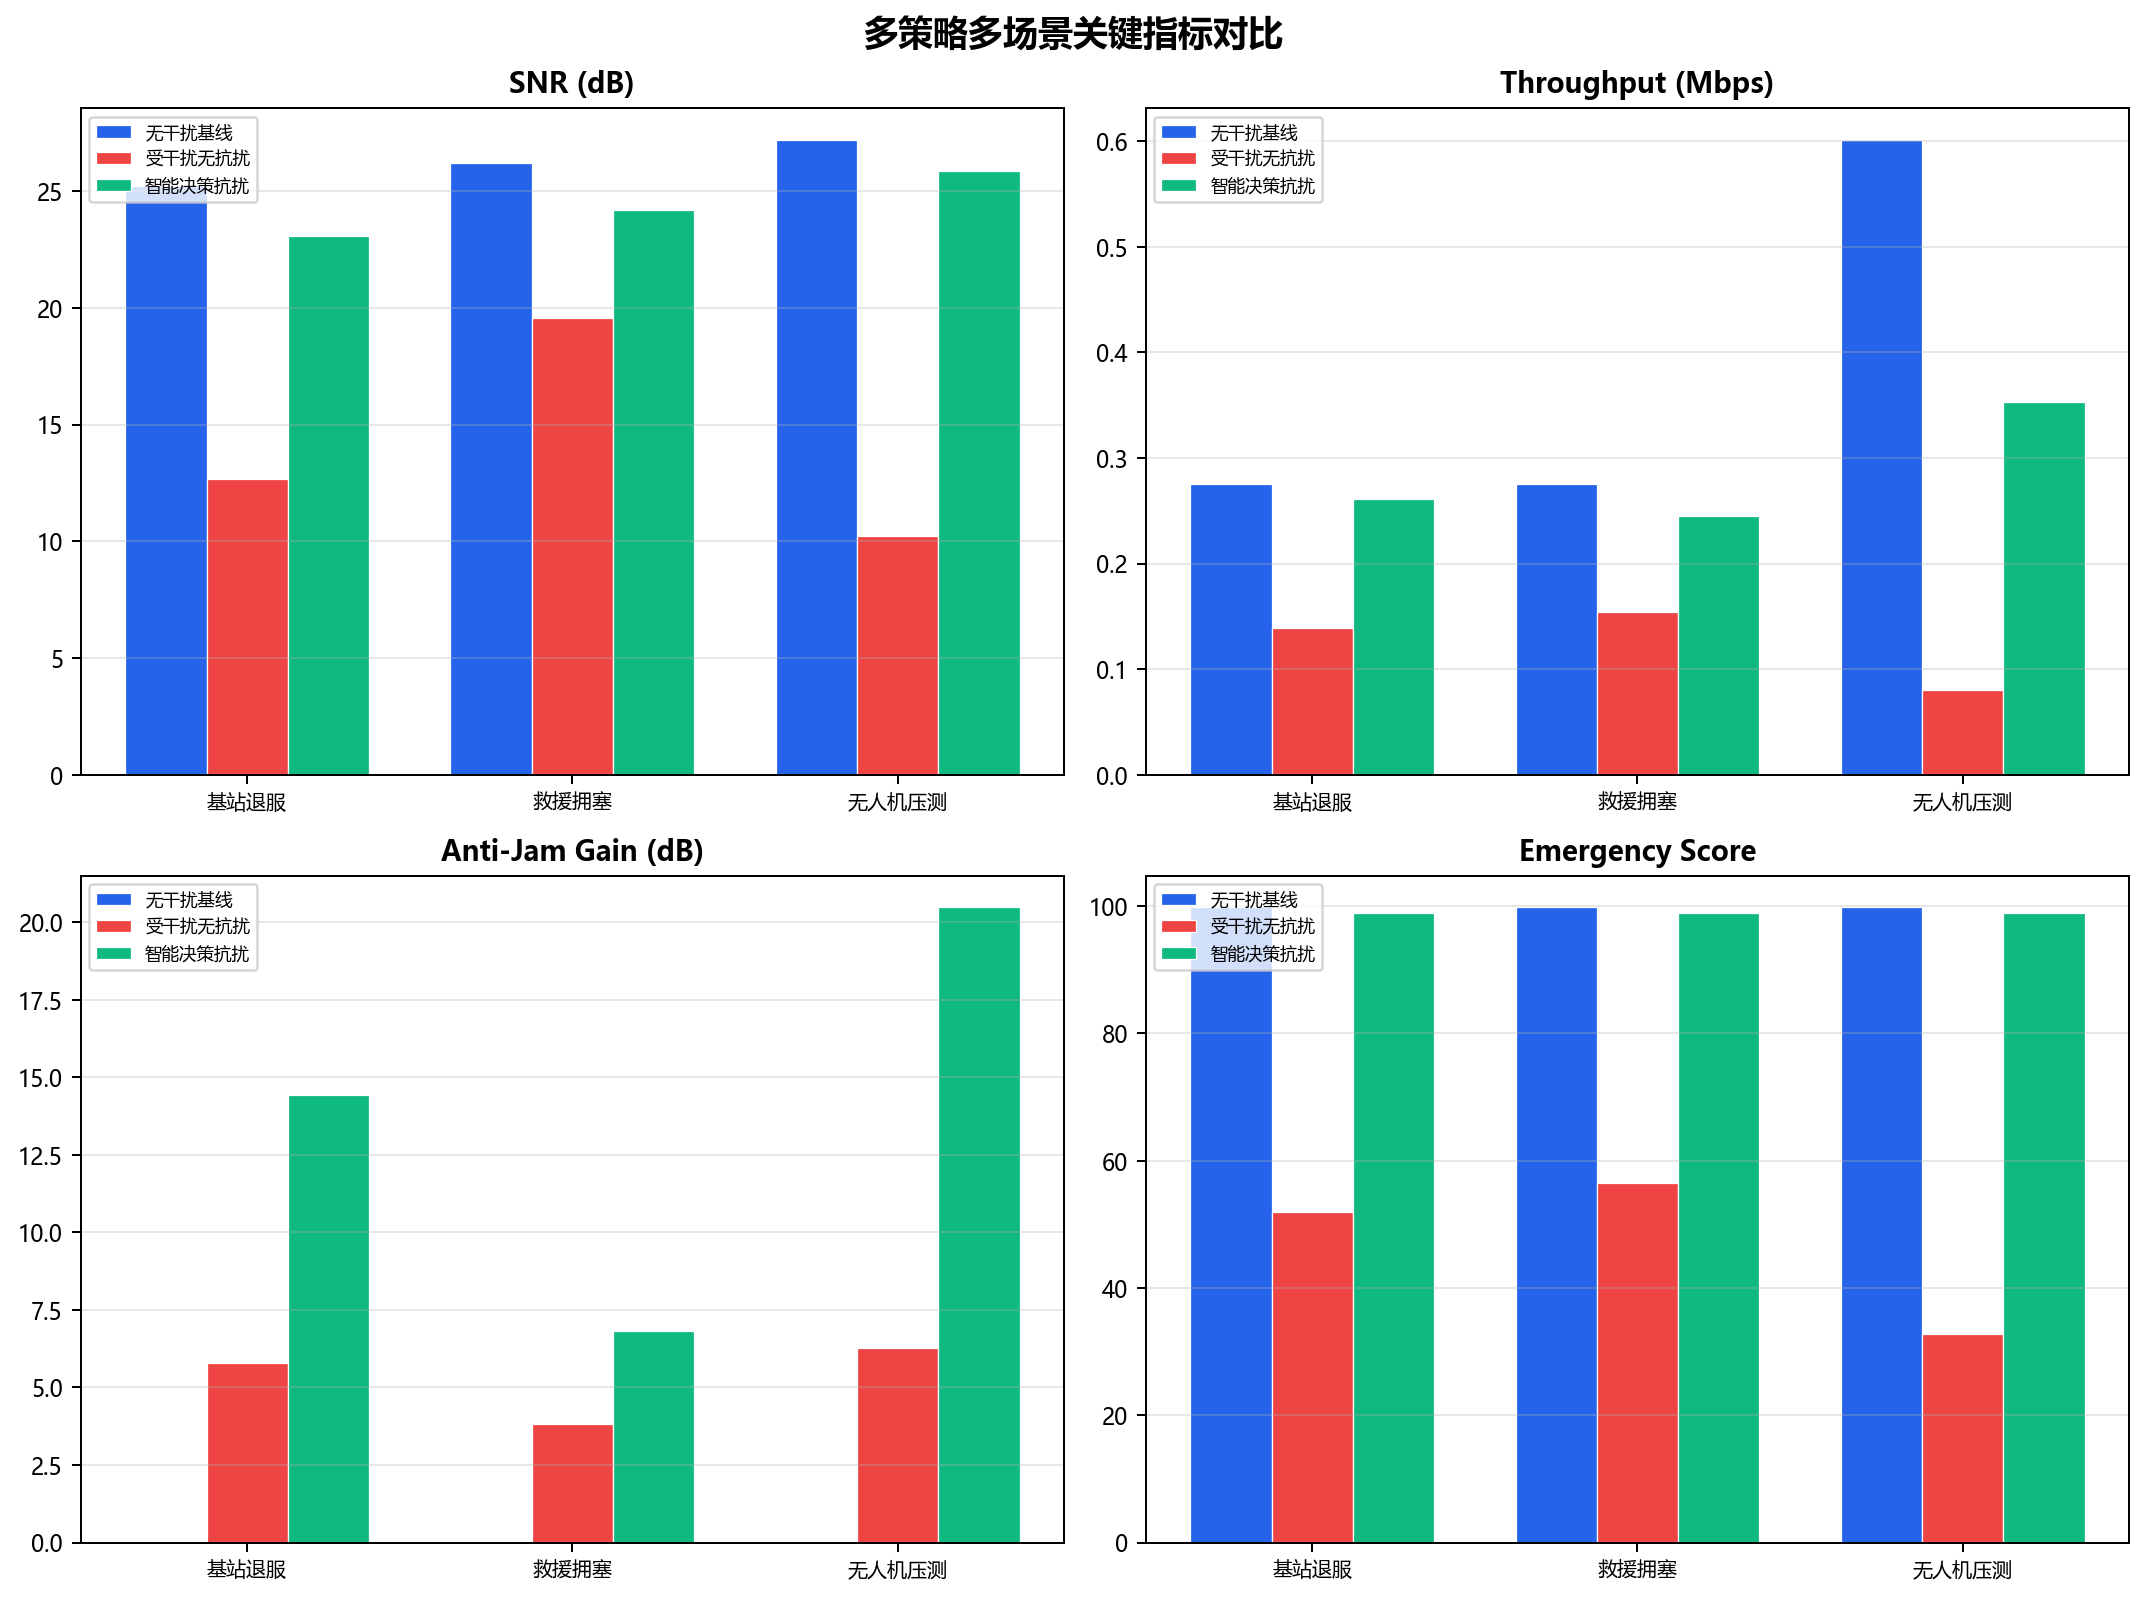 多策略多场景关键指标对比
SNR (dB)
无干扰基线
受干扰无抗扰
智能决策抗扰
25
20
15
10
5
0
基站退服
救援拥塞
无人机压测
Throughput (Mbps)
无干扰基线
受干扰无抗扰
智能决策抗扰
0.6
0.5
0.4
0.3
0.2
0.1
0.0
基站退服
救援拥塞
无人机压测
Anti-Jam Gain (dB)
无干扰基线
受干扰无抗扰
智能决策抗扰
20.0
17.5
15.0
12.5
10.0
7.5
5.0
2.5
0.0
基站退服
救援拥塞
无人机压测
Emergency Score
无干扰基线
受干扰无抗扰
智能决策抗扰
100
80
60
40
20
0
基站退服
救援拥塞
无人机压测